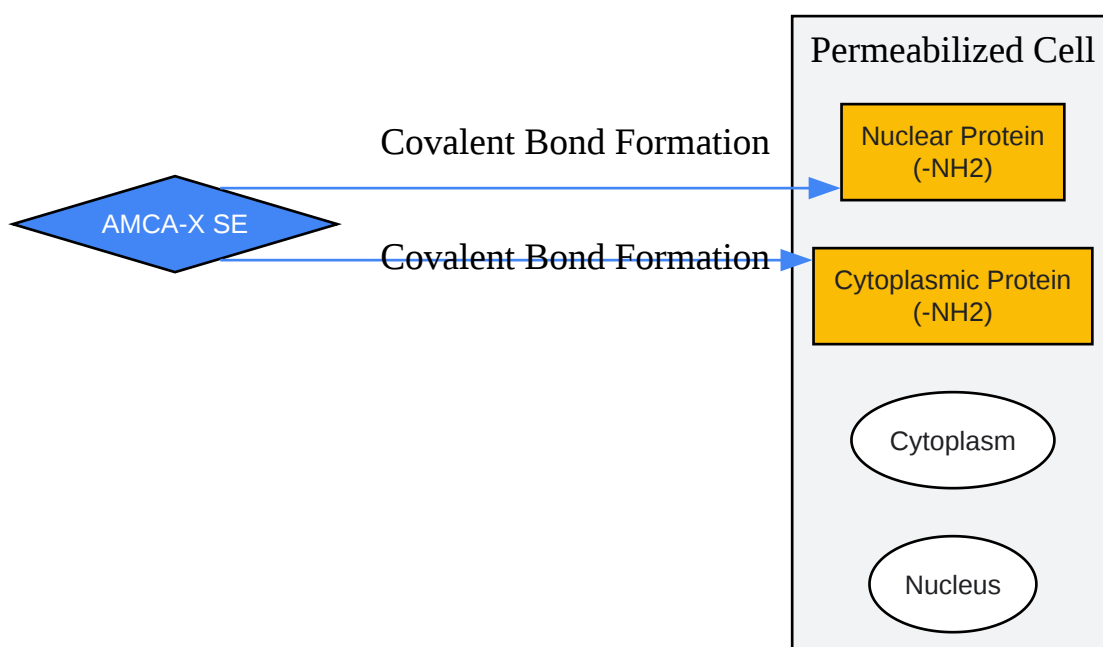 Permeabilized Cell
Covalent Bond Formation
Nuclear Protein
(-NH2)
AMCA-X SE
Covalent Bond Formation
Cytoplasmic Protein
(-NH2)
Cytoplasm
Nucleus